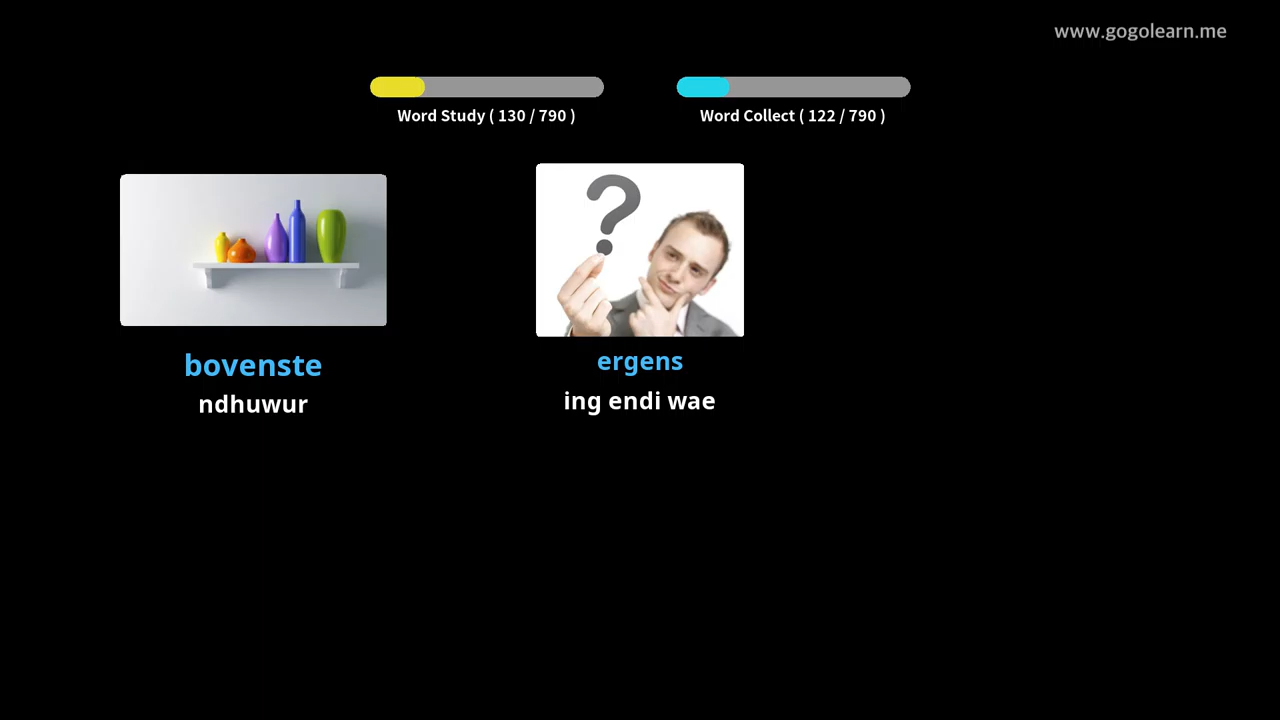 www.gogolearn.me
Word Study ( 130 / 790 )
Word Collect ( 122 / 790 )
bovenste
ndhuwur
ergens
ing endi wae